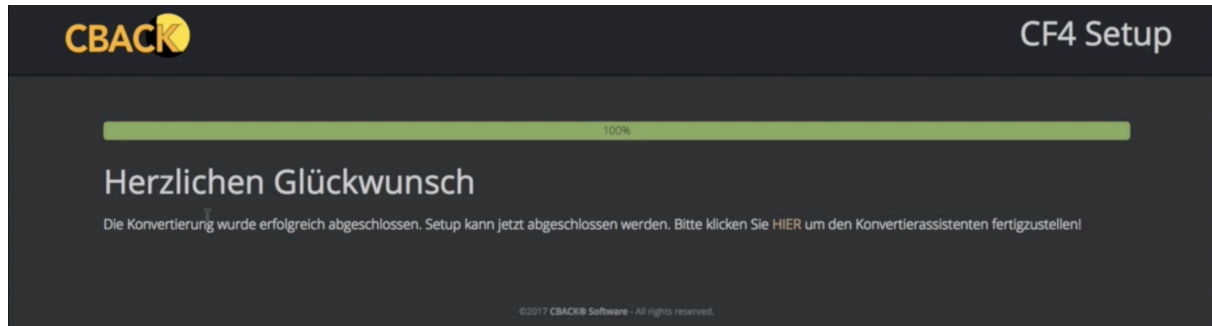 CBACK
CF4 Setup
100%
Herzlichen Glückwunsch
Die Konvertierung wurde erfolgreich abgeschlossen. Setup kann jetzt abgeschlossen werden. Bitte klicken Sie HIER um den Konvertierassistenten fertigzustellen!
©2017 CBACK® Software - All rights reserved.